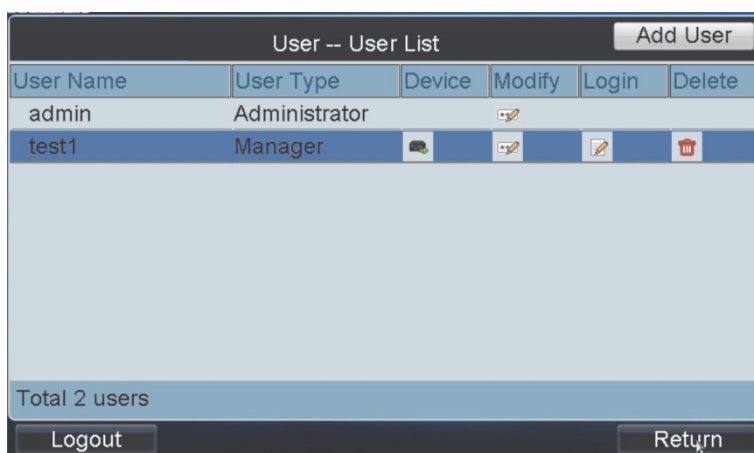 User -- User List
Add User
User Name User Type Device Modify Login Delete
admin Administrator
test1 Manager
Total 2 users
Logout Return